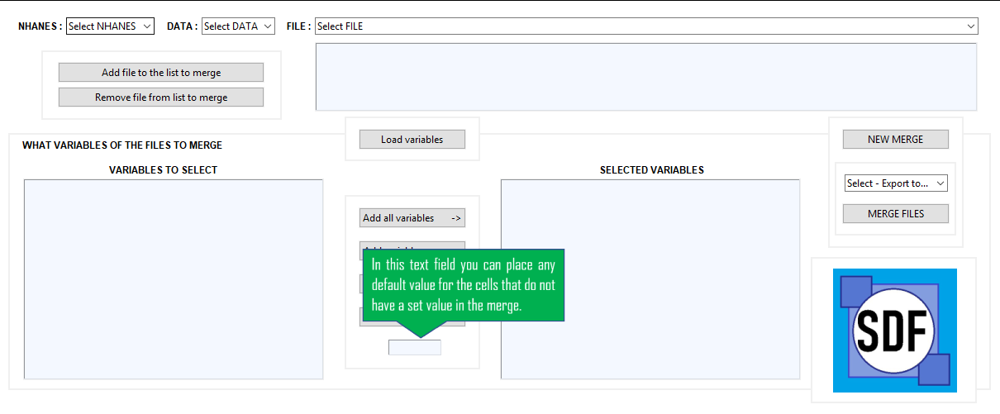 NHANES : Select NHANES DATA : Select DATA FILE : Select FILE
Add file to the list to merge
Remove file from list to merge
Load variables
NEW MERGE
WHAT VARIABLES OF THE FILES TO MERGE
VARIABLES TO SELECT
SELECTED VARIABLES
Select - Export to...
Add all variables ->
MERGE FILES
In this text field you can place any
default value for the cells that do not
have a set value in the merge.
SDF